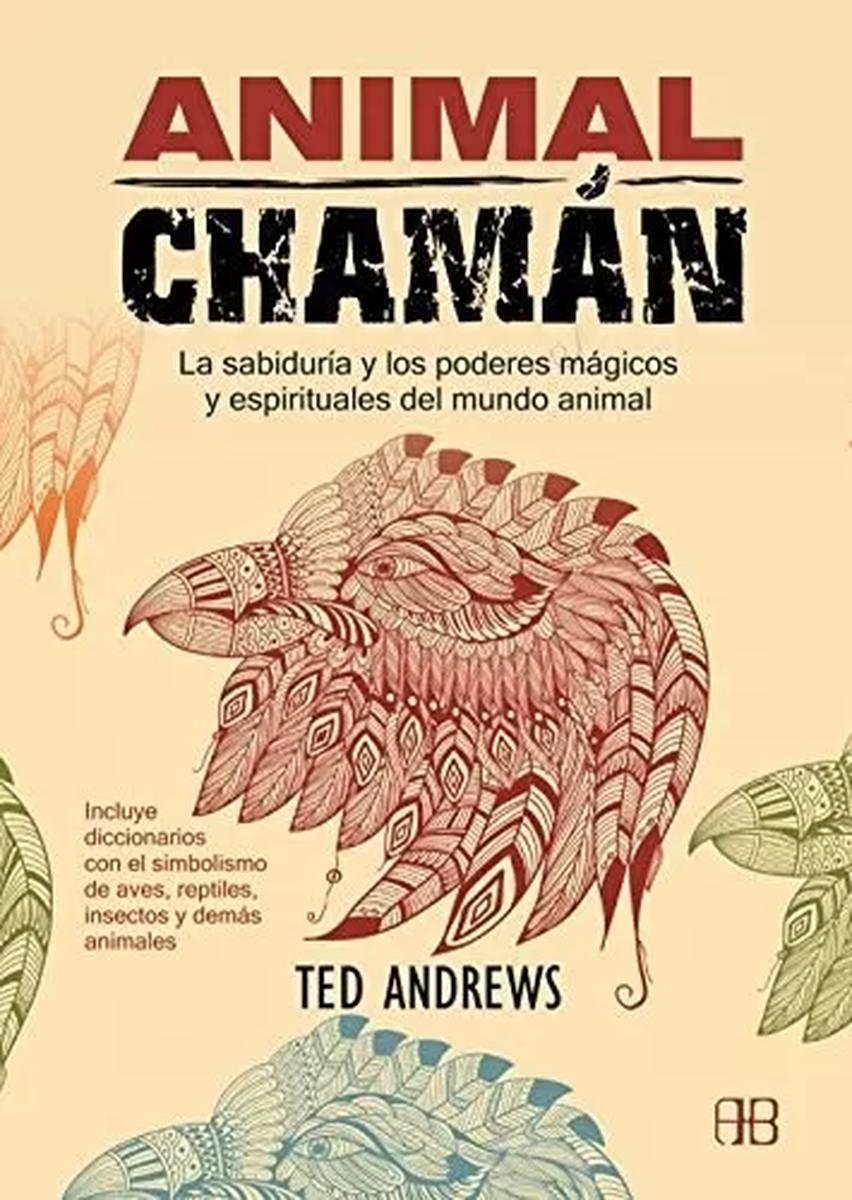 ANIMAL
CHAMÁN
La sabiduría y los poderes mágicos
y espirituales del mundo animal
Incluye
diccionarios
con el simbolismo
de aves, reptiles,
insectos y demás
animales
TED ANDREWS
AB